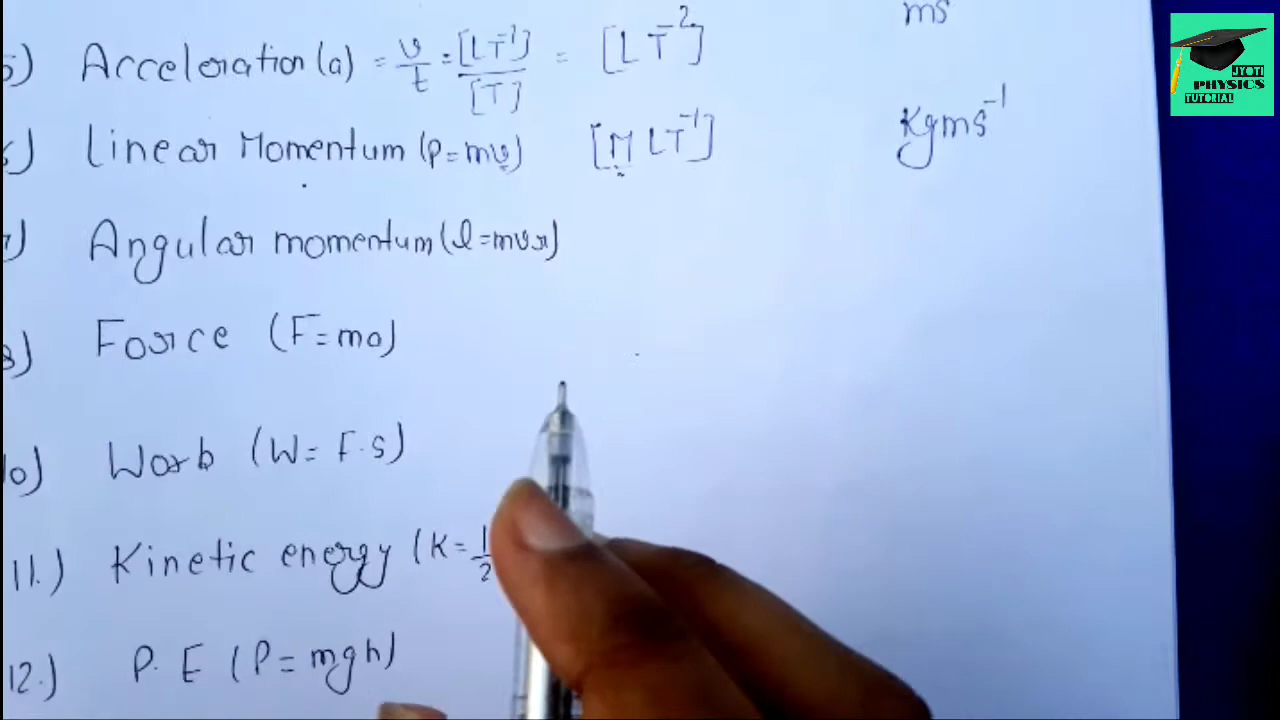 ms
5) Acceleration (a) = v/t = [LT⁻¹]/[T] = [LT⁻²]
6) Linear Momentum (p=mv) [MLT⁻¹] Kgms⁻¹
7) Angular momentum (l=mvr)
8) Force (F=ma)
10) Work (W= F.s)
11.) Kinetic energy (K= 1/2
12.) P.E (P= mgh)
JYOTI
PHYSICS
TUTORIAL